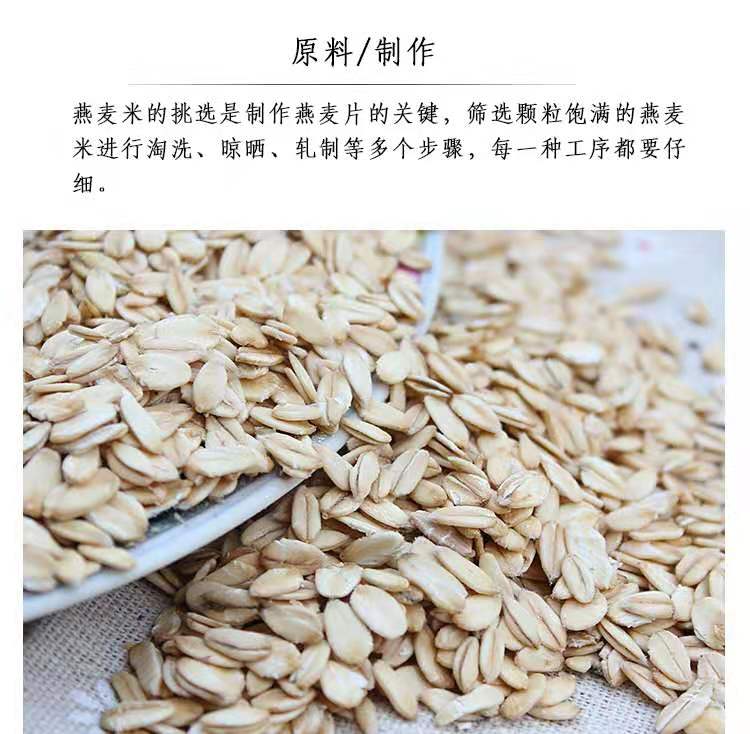 原料/制作
燕麦米的挑选是制作燕麦片的关键，筛选颗粒饱满的燕麦
米进行淘洗、晾晒、轧制等多个步骤，每一种工序都要仔
细。